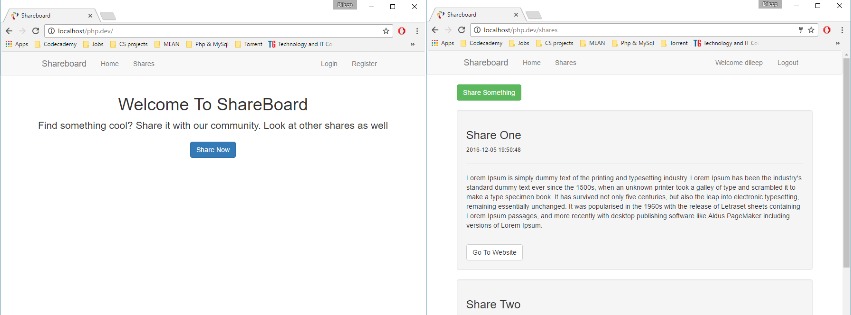 Dileep
Shareboard
localhost/php.dev/
Apps Codecademy Jobs CS projects MLAN Php & MySql Torrent Technology and IT Co »
Shareboard Home Shares Login Register
Welcome To ShareBoard
Find something cool? Share it with our community. Look at other shares as well
Share Now
Dileep
Shareboard
localhost/php.dev/shares
Apps Codecademy Jobs CS projects MLAN Php & MySql Torrent Technology and IT Co »
Shareboard Home Shares Welcome dileep Logout
Share Something
Share One
2016-12-05 19:50:48
Lorem Ipsum is simply dummy text of the printing and typesetting industry. Lorem Ipsum has been the industry's
standard dummy text ever since the 1500s, when an unknown printer took a galley of type and scrambled it to
make a type specimen book. It has survived not only five centuries, but also the leap into electronic typesetting,
remaining essentially unchanged. It was popularised in the 1960s with the release of Letraset sheets containing
Lorem Ipsum passages, and more recently with desktop publishing software like Aldus PageMaker including
versions of Lorem Ipsum.
Go To Website
Share Two